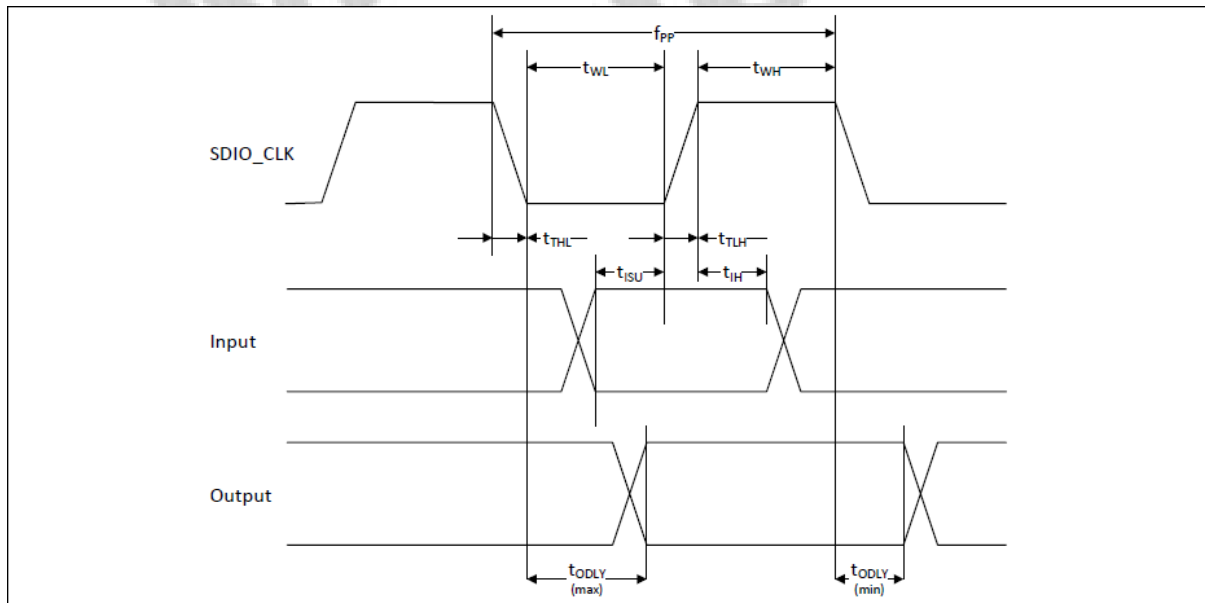 fPP
tWL
tWH
SDIO_CLK
tTHL
tTLH
tISU
tIH
Input
Output
tODLY
(max)
tODLY
(min)